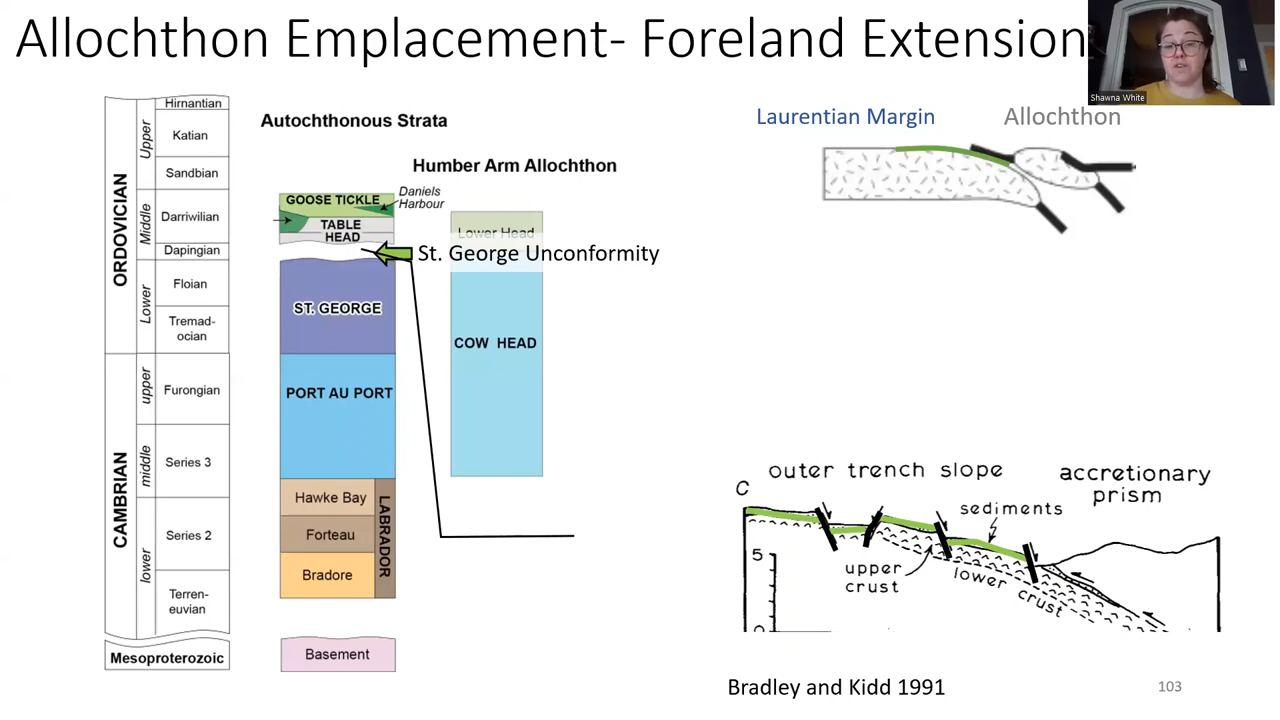 Allochthon Emplacement- Foreland Extension
Shawna White
Laurentian Margin
Allochthon
Autochthonous Strata
Humber Arm Allochthon
ORDOVICIAN
Upper
Middle
Lower
Hirnantian
Katian
Sandbian
Darriwilian
Dapingian
Floian
Tremad-
ocian
CAMBRIAN
upper
middle
lower
Furongian
Series 3
Series 2
Terren-
euvian
Mesoproterozoic
GOOSE TICKLE
Daniels
Harbour
TABLE
HEAD
Lower Head
St. George Unconformity
ST. GEORGE
COW HEAD
PORT AU PORT
Hawke Bay
Forteau
Bradore
LABRADOR
Basement
outer trench slope
accretionary
prism
C
sediments
5
upper
crust
lower crust
0
Bradley and Kidd 1991
103